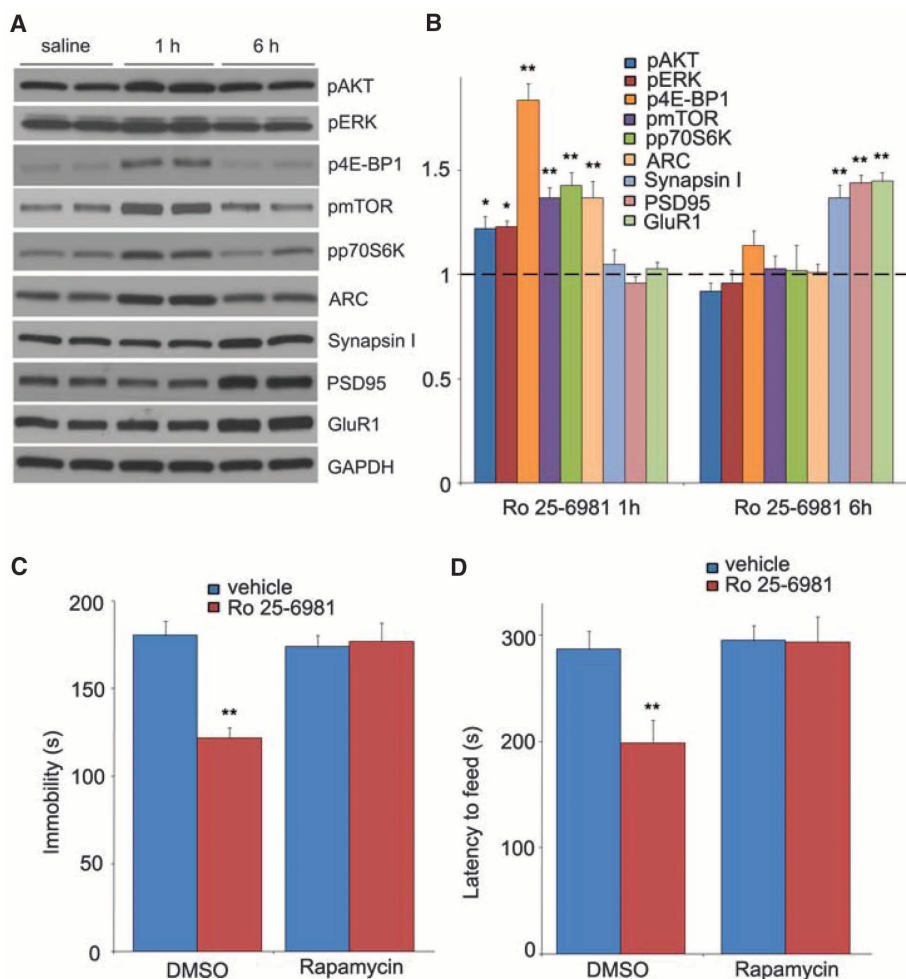 A
saline
1 h
6 h
pAKT
pERK
p4E-BP1
pmTOR
pp70S6K
ARC
Synapsin I
PSD95
GluR1
GAPDH
B
pAKT
pERK
p4E-BP1
pmTOR
pp70S6K
ARC
Synapsin I
PSD95
GluR1
1.5
1
0.5
0
* * ** ** ** **
** ** **
Ro 25-6981 1h
Ro 25-6981 6h
C
vehicle
Ro 25-6981
Immobility (s)
200
150
100
50
0
**
DMSO
Rapamycin
D
vehicle
Ro 25-6981
Latency to feed (s)
300
200
100
0
**
DMSO
Rapamycin